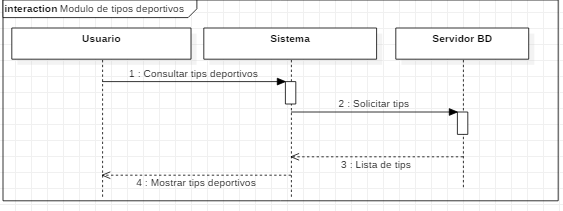 interaction Modulo de tipos deportivos
Usuario
Sistema
Servidor BD
1 : Consultar tips deportivos
2 : Solicitar tips
3 : Lista de tips
4 : Mostrar tips deportivos